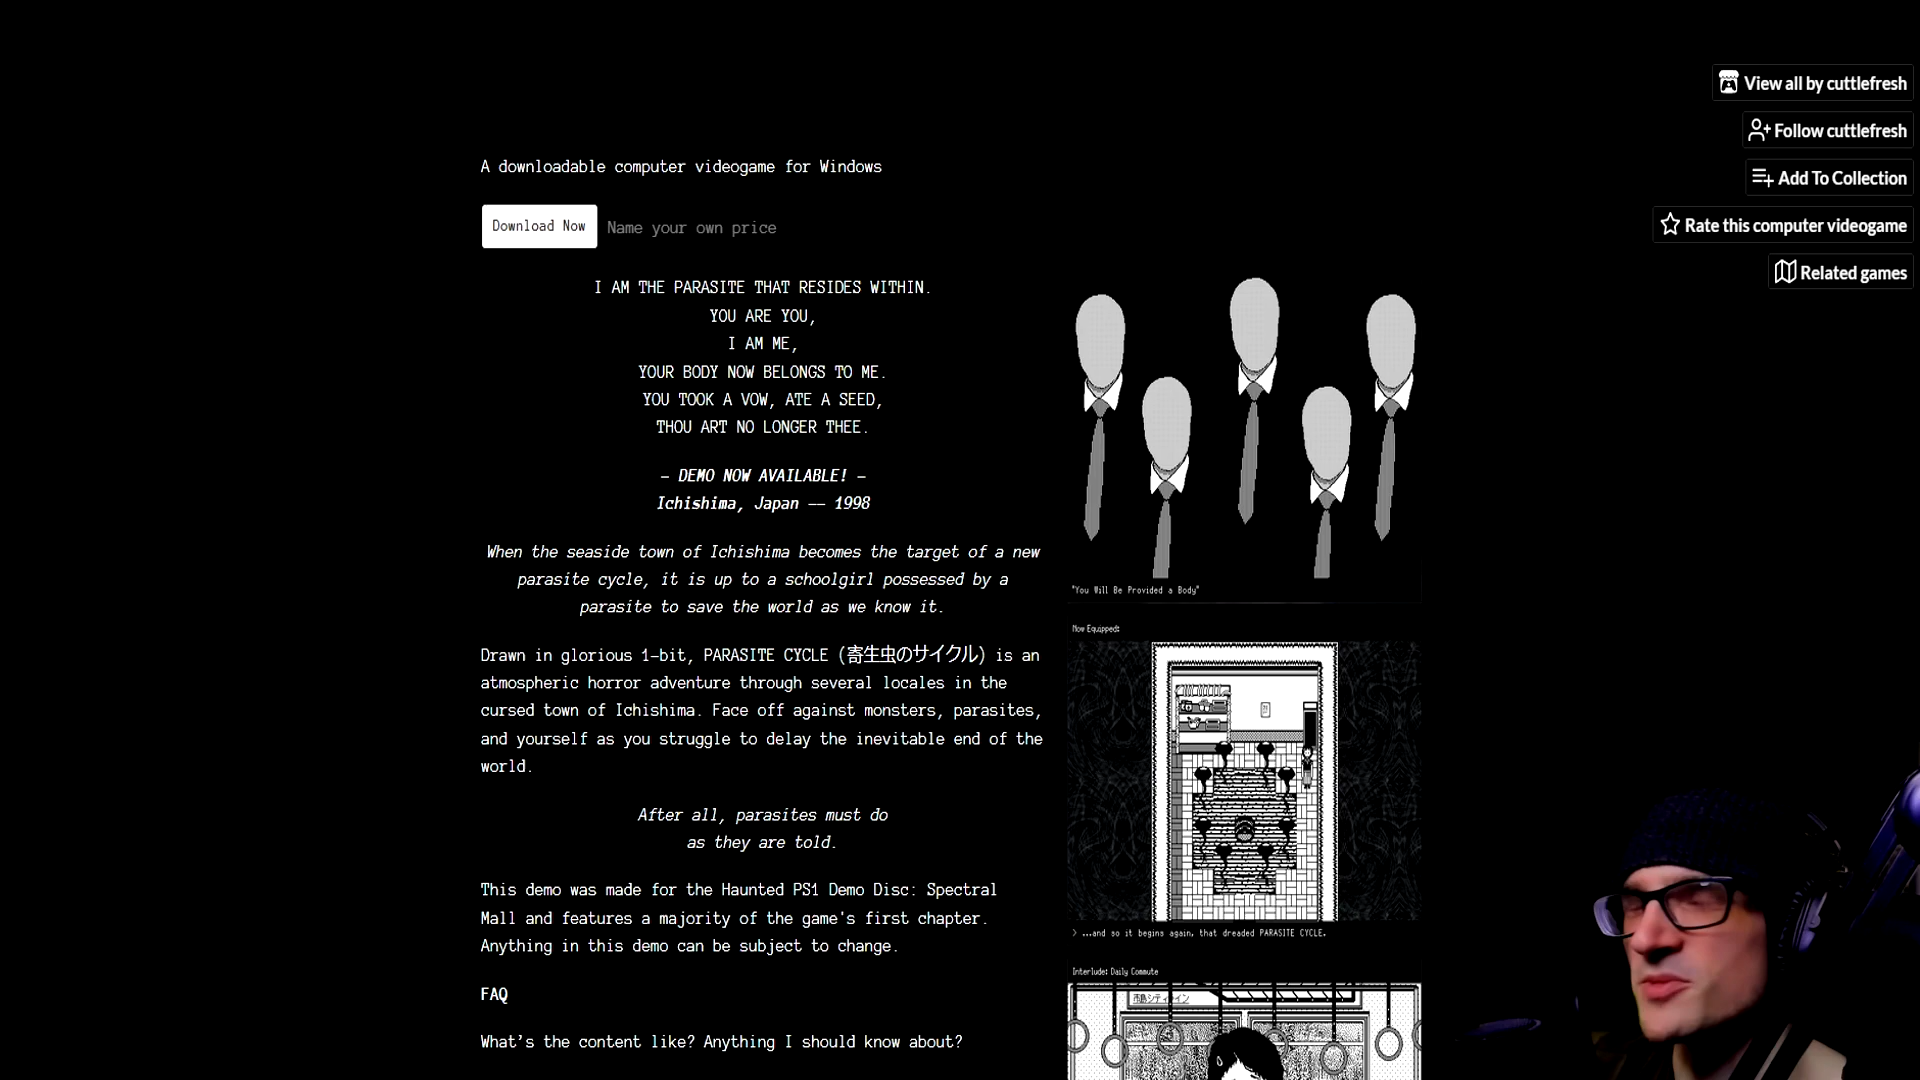 View all by cuttlefresh
Follow cuttlefresh
Add To Collection
Rate this computer videogame
Related games
A downloadable computer videogame for Windows
Download Now Name your own price
I AM THE PARASITE THAT RESIDES WITHIN.
YOU ARE YOU,
I AM ME,
YOUR BODY NOW BELONGS TO ME.
YOU TOOK A VOW, ATE A SEED,
THOU ART NO LONGER THEE.
— DEMO NOW AVAILABLE! —
Ichishima, Japan —— 1998
When the seaside town of Ichishima becomes the target of a new
parasite cycle, it is up to a schoolgirl possessed by a
parasite to save the world as we know it.
Drawn in glorious 1-bit, PARASITE CYCLE (寄生虫のサイクル) is an
atmospheric horror adventure through several locales in the
cursed town of Ichishima. Face off against monsters, parasites,
and yourself as you struggle to delay the inevitable end of the
world.
After all, parasites must do
as they are told.
This demo was made for the Haunted PS1 Demo Disc: Spectral
Mall and features a majority of the game's first chapter.
Anything in this demo can be subject to change.
FAQ
What's the content like? Anything I should know about?
"You Will Be Provided a Body"
Now Equipped:
> ...and so it begins again, that dreaded PARASITE CYCLE.
Interlude: Daily Commute
市島シティライン